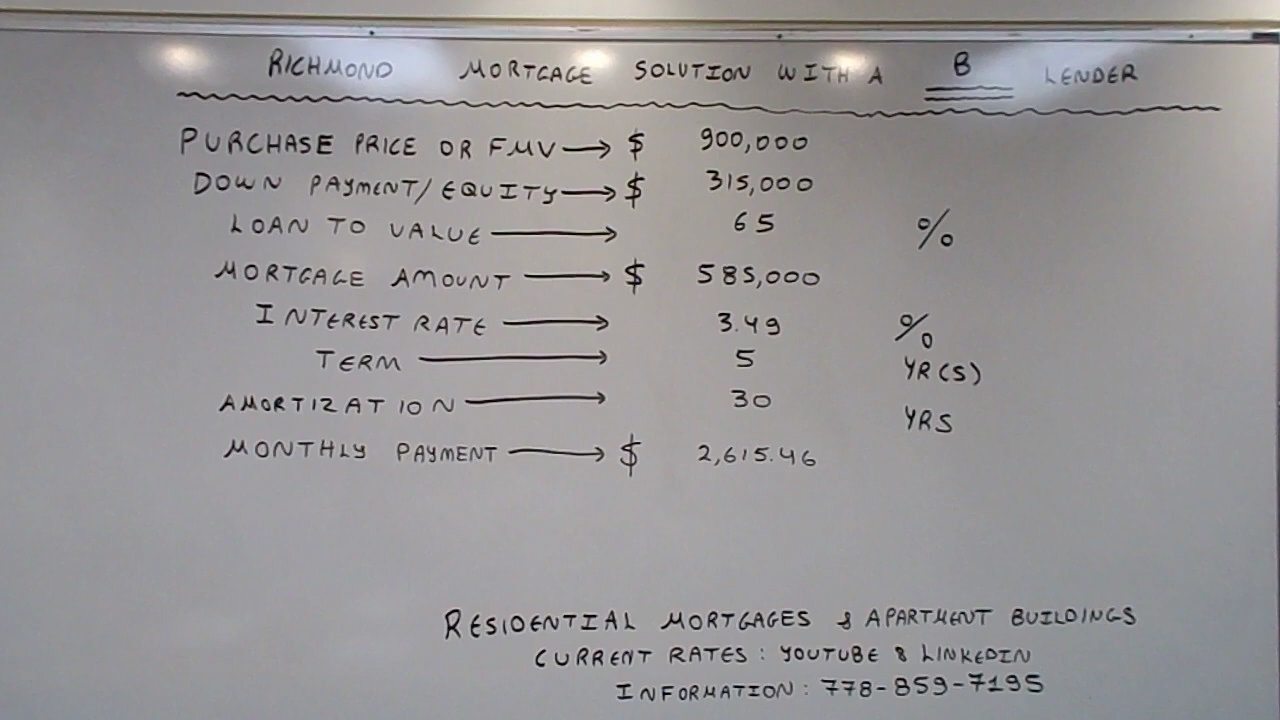 RICHMOND MORTGAGE SOLUTION WITH A B LENDER
PURCHASE PRICE OR FMV → $ 900,000
DOWN PAYMENT/EQUITY → $ 315,000
LOAN TO VALUE → 65 %
MORTGAGE AMOUNT → $ 585,000
INTEREST RATE → 3.49 %
TERM → 5 YR(S)
AMORTIZATION → 30 YRS
MONTHLY PAYMENT → $ 2,615.46
RESIDENTIAL MORTGAGES & APARTMENT BUILDINGS
CURRENT RATES: YOUTUBE & LINKEDIN
INFORMATION: 778-859-7195